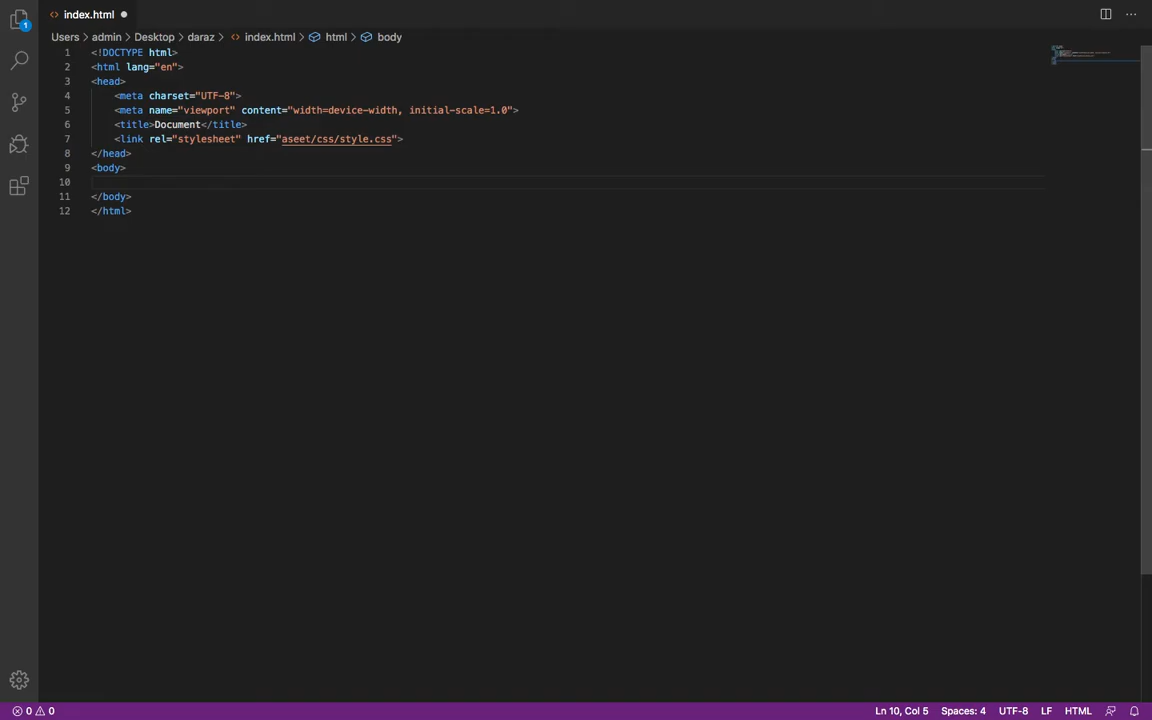 index.html
1
Users > admin > Desktop > daraz > index.html > html > body
1 <!DOCTYPE html>
2 <html lang="en">
3 <head>
4     <meta charset="UTF-8">
5     <meta name="viewport" content="width=device-width, initial-scale=1.0">
6     <title>Document</title>
7     <link rel="stylesheet" href="aseet/css/style.css">
8 </head>
9 <body>
10
11 </body>
12 </html>
0 0 Ln 10, Col 5 Spaces: 4 UTF-8 LF HTML